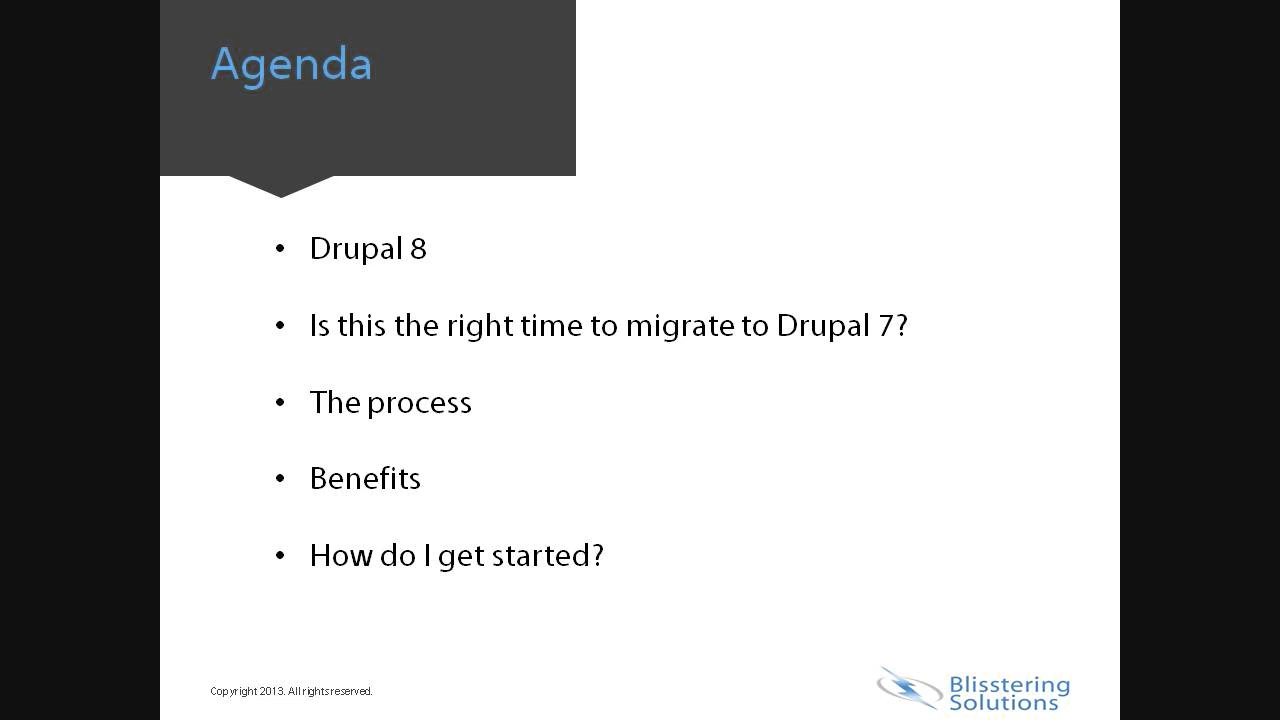 Agenda
• Drupal 8
• Is this the right time to migrate to Drupal 7?
• The process
• Benefits
• How do I get started?
Copyright 2013. All rights reserved.
Blisstering
Solutions